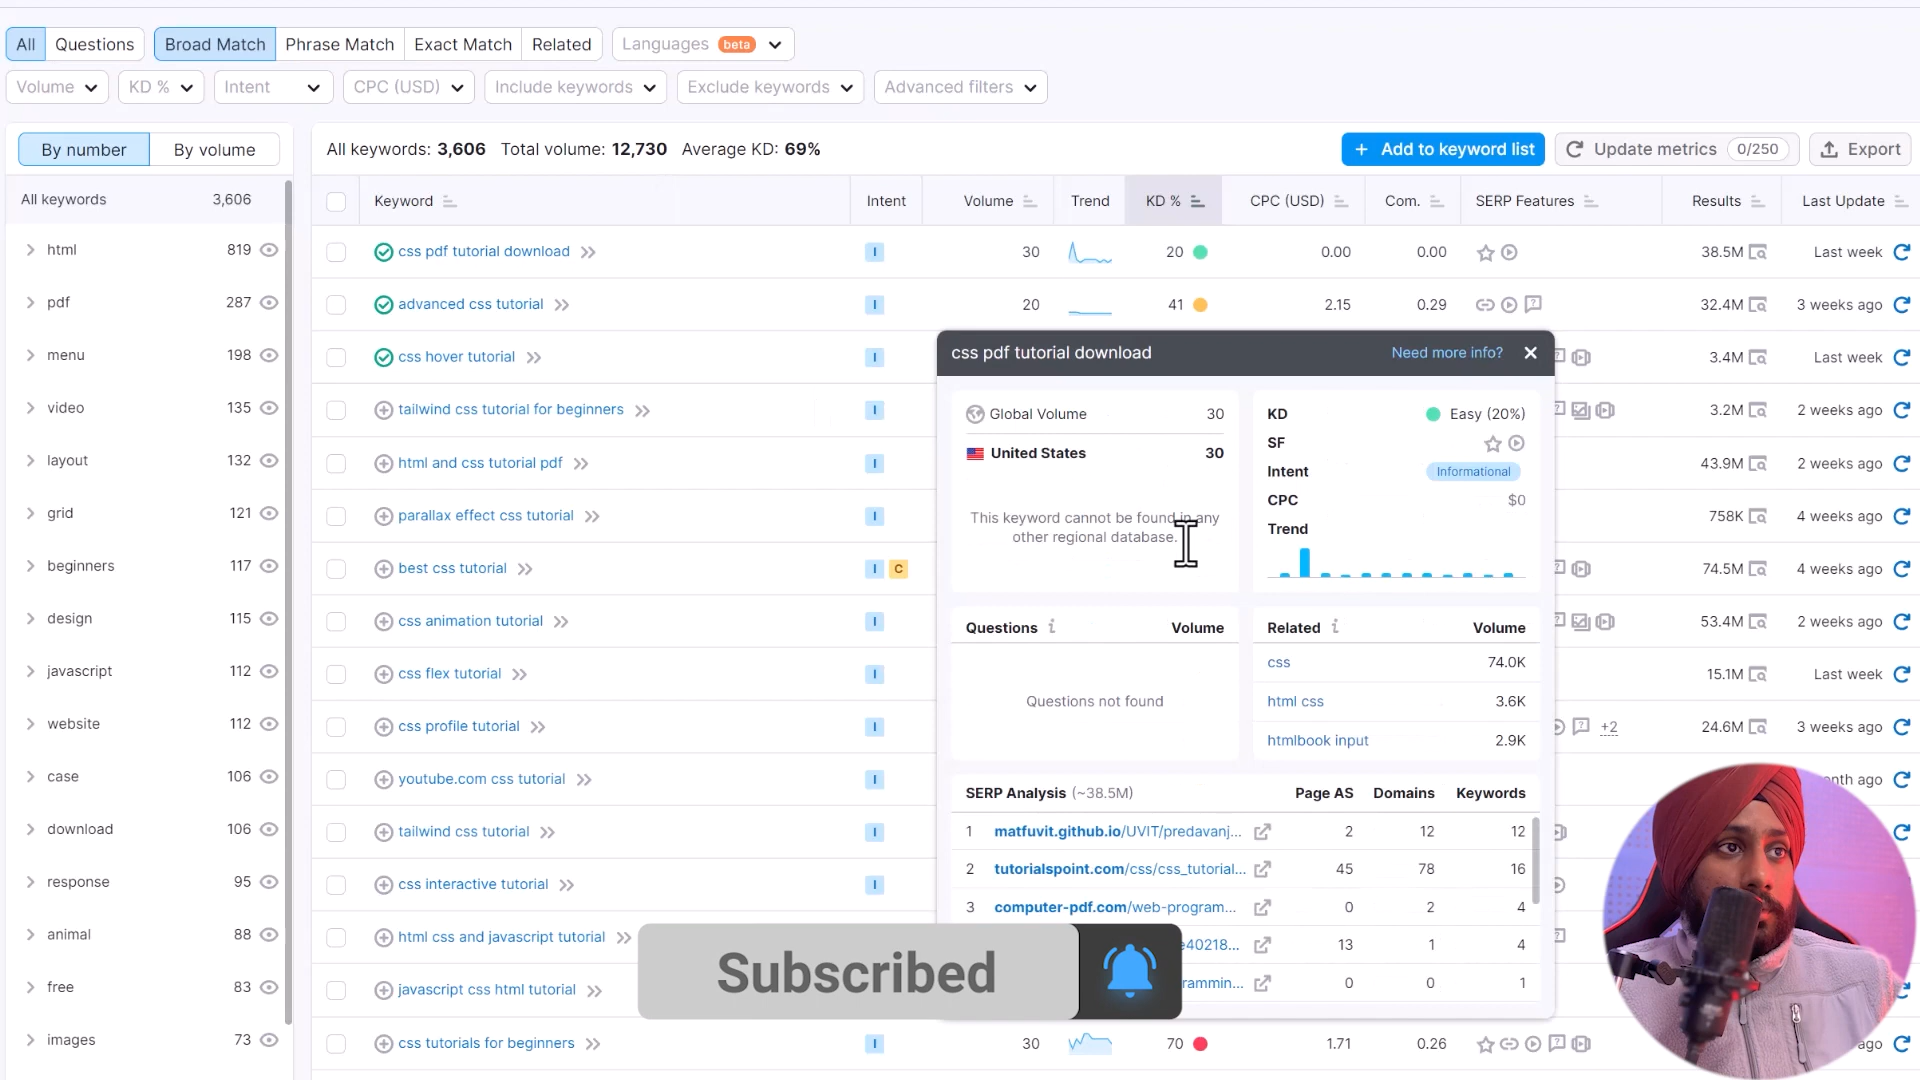 All Questions Broad Match Phrase Match Exact Match Related Languages beta
Volume KD % Intent CPC (USD) Include keywords Exclude keywords Advanced filters
By number By volume All keywords: 3,606 Total volume: 12,730 Average KD: 69% + Add to keyword list Update metrics 0/250 Export
All keywords 3,606 Keyword Intent Volume Trend KD % CPC (USD) Com. SERP Features Results Last Update
html 819 css pdf tutorial download I 30 20 0.00 0.00 38.5M Last week
pdf 287 advanced css tutorial I 20 41 2.15 0.29 32.4M 3 weeks ago
menu 198 css hover tutorial I 3.4M Last week
video 135 tailwind css tutorial for beginners I 3.2M 2 weeks ago
layout 132 html and css tutorial pdf I 43.9M 2 weeks ago
grid 121 parallax effect css tutorial I 758K 4 weeks ago
beginners 117 best css tutorial I C 74.5M 4 weeks ago
design 115 css animation tutorial I 53.4M 2 weeks ago
javascript 112 css flex tutorial I 15.1M Last week
website 112 css profile tutorial I +2 24.6M 3 weeks ago
case 106 youtube.com css tutorial I ago
download 106 tailwind css tutorial I
response 95 css interactive tutorial I
animal 88 html css and javascript tutorial
free 83 javascript css html tutorial
images 73 css tutorials for beginners I 30 70 1.71 0.26 ago
css pdf tutorial download Need more info?
Global Volume 30
United States 30
This keyword cannot be found in any
other regional database.
KD Easy (20%)
SF
Intent Informational
CPC $0
Trend
Questions i Volume
Questions not found
Related i Volume
css 74.0K
html css 3.6K
htmlbook input 2.9K
SERP Analysis (~38.5M) Page AS Domains Keywords
1 matfuvit.github.io/UVIT/predavanj... 2 12 12
2 tutorialspoint.com/css/css_tutorial... 45 78 16
3 computer-pdf.com/web-program... 0 2 4
e40218... 13 1 4
rammin... 0 0 1
Subscribed